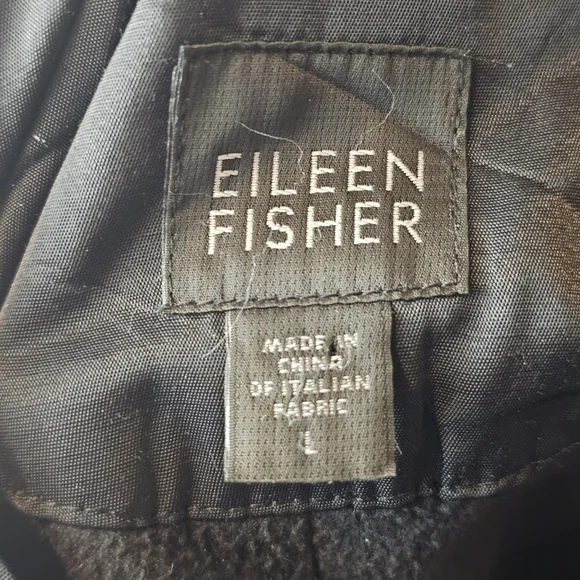 EILEEN
FISHER
MADE IN
CHINA
OF ITALIAN
FABRIC
L